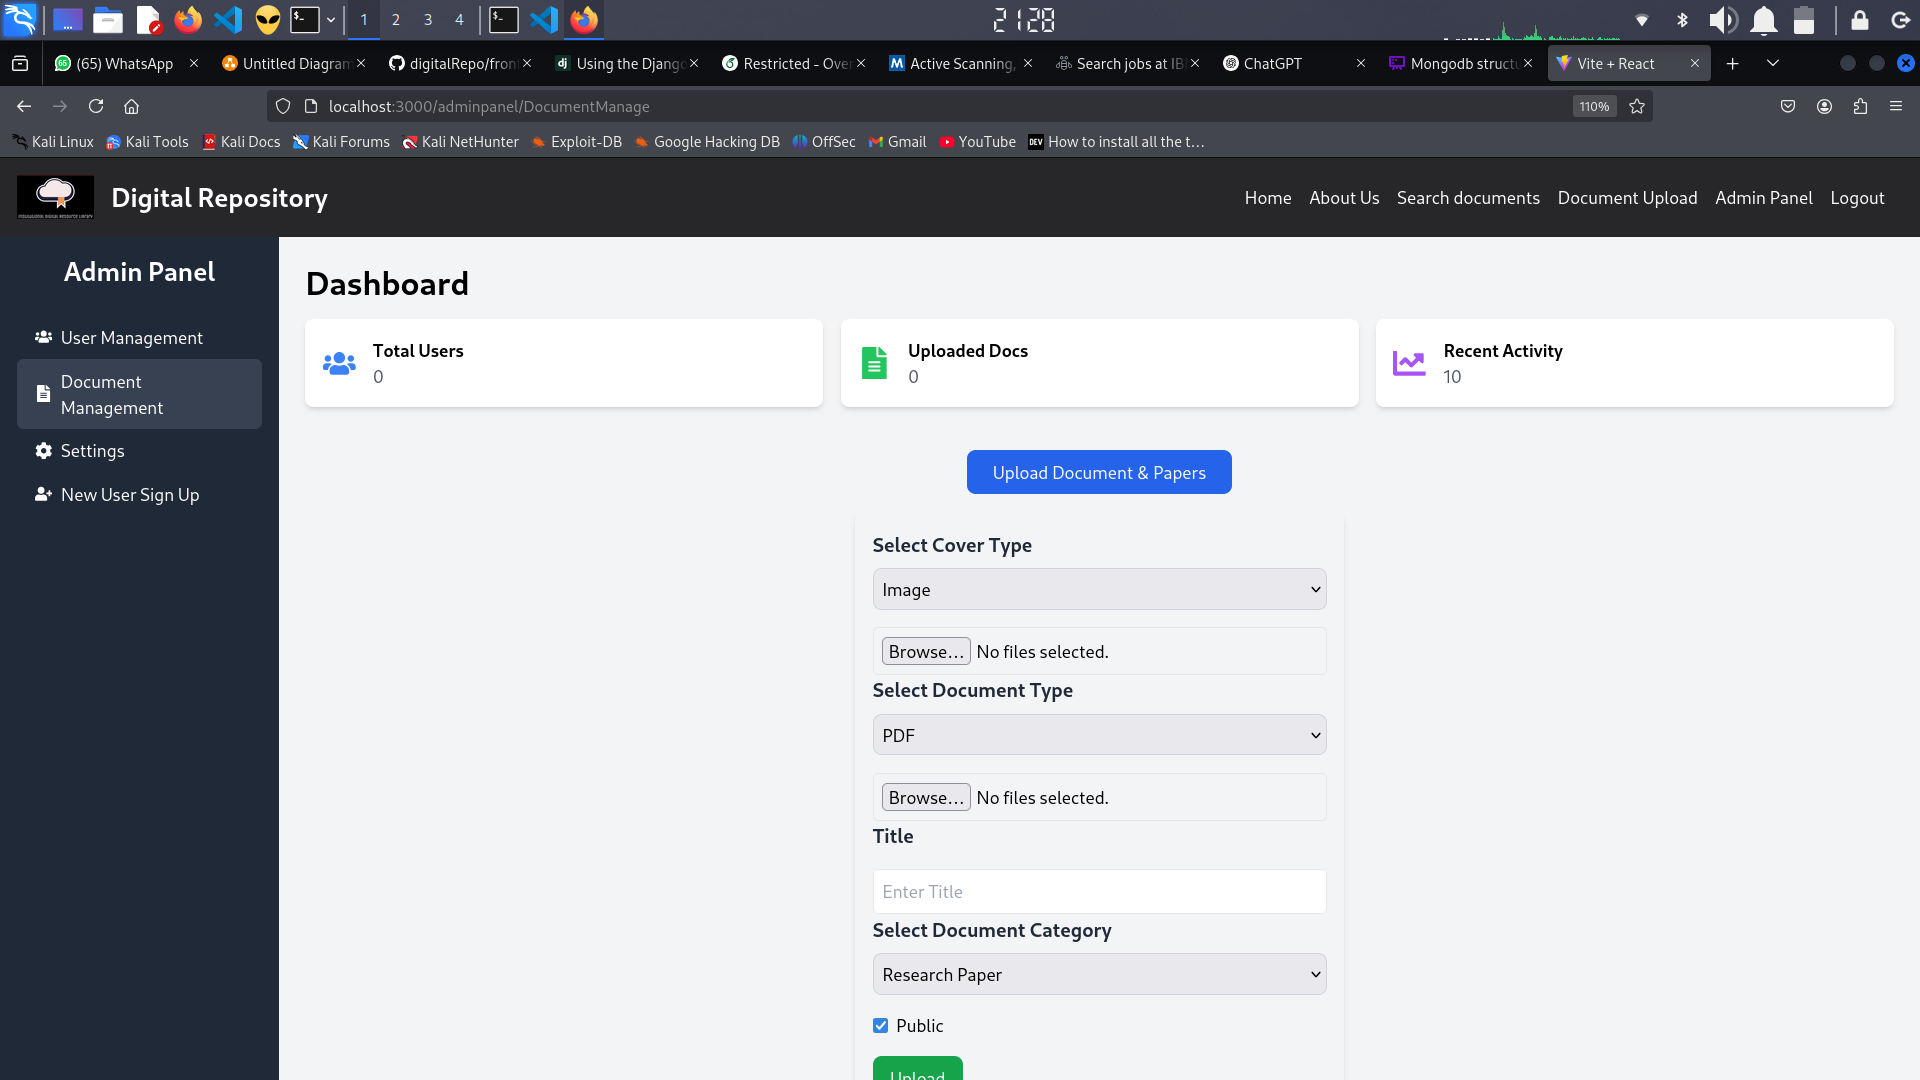 1 2 3 4
21:28
(65) WhatsApp
Untitled Diagram
digitalRepo/fron
Using the Djang
Restricted - Over
Active Scanning,
Search jobs at IB
ChatGPT
Mongodb struct
Vite + React
localhost:3000/adminpanel/DocumentManage
110%
Kali Linux
Kali Tools
Kali Docs
Kali Forums
Kali NetHunter
Exploit-DB
Google Hacking DB
OffSec
Gmail
YouTube
DEV
How to install all the t…
Digital Repository
Home
About Us
Search documents
Document Upload
Admin Panel
Logout
Admin Panel
User Management
Document
Management
Settings
New User Sign Up
Dashboard
Total Users
0
Uploaded Docs
0
Recent Activity
10
Upload Document & Papers
Select Cover Type
Image
Browse… No files selected.
Select Document Type
PDF
Browse… No files selected.
Title
Enter Title
Select Document Category
Research Paper
Public
Upload